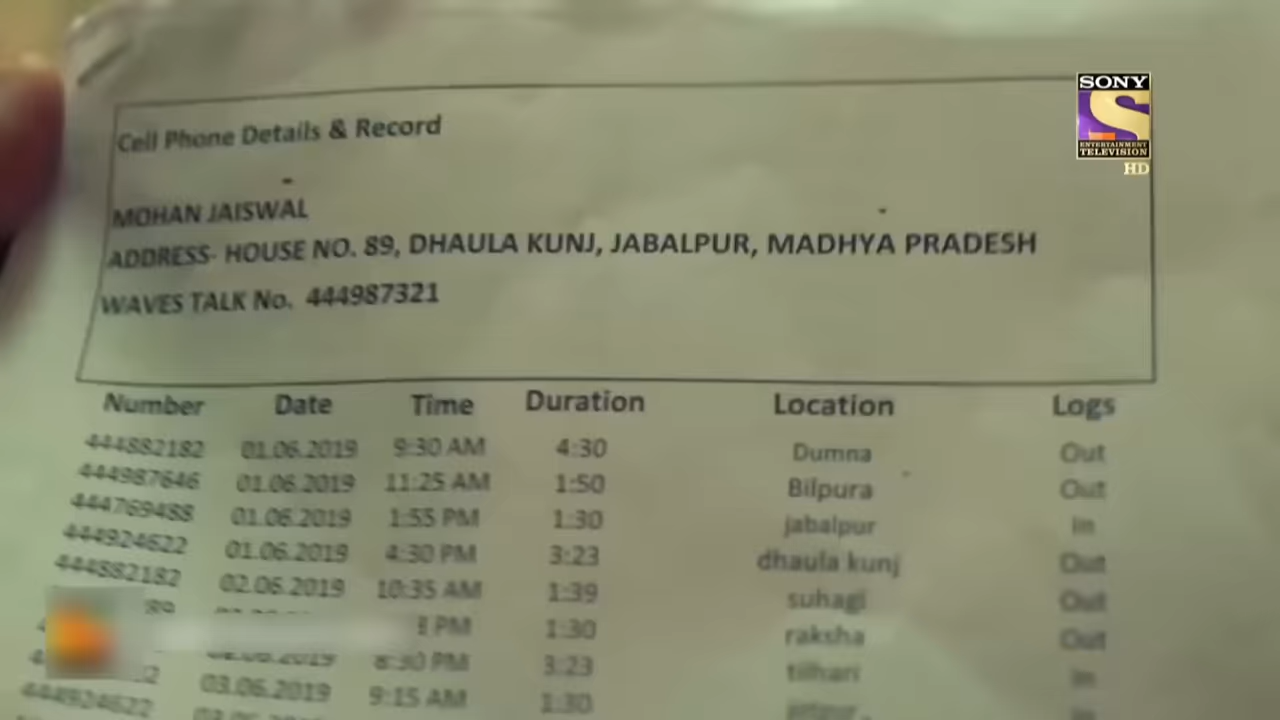 SONY
ENTERTAINMENT
TELEVISION
HD
Cell Phone Details & Record
MOHAN JAISWAL
ADDRESS- HOUSE NO. 89, DHAULA KUNJ, JABALPUR, MADHYA PRADESH
WAVES TALK No. 444987321
Number Date Time Duration Location Logs
444882182 01.06.2019 9:30 AM 4:30 Dumna Out
444987646 01.06.2019 11:25 AM 1:50 Bilpura Out
444769488 01.06.2019 1:55 PM 1:30 jabalpur In
444924622 01.06.2019 4:30 PM 3:23 dhaula kunj Out
444882182 02.06.2019 10:35 AM 1:39 suhagi Out
PM 1:30 raksha Out
8:30 PM 3:23 tilhari In
444924622 03.06.2019 9:15 AM 1:30